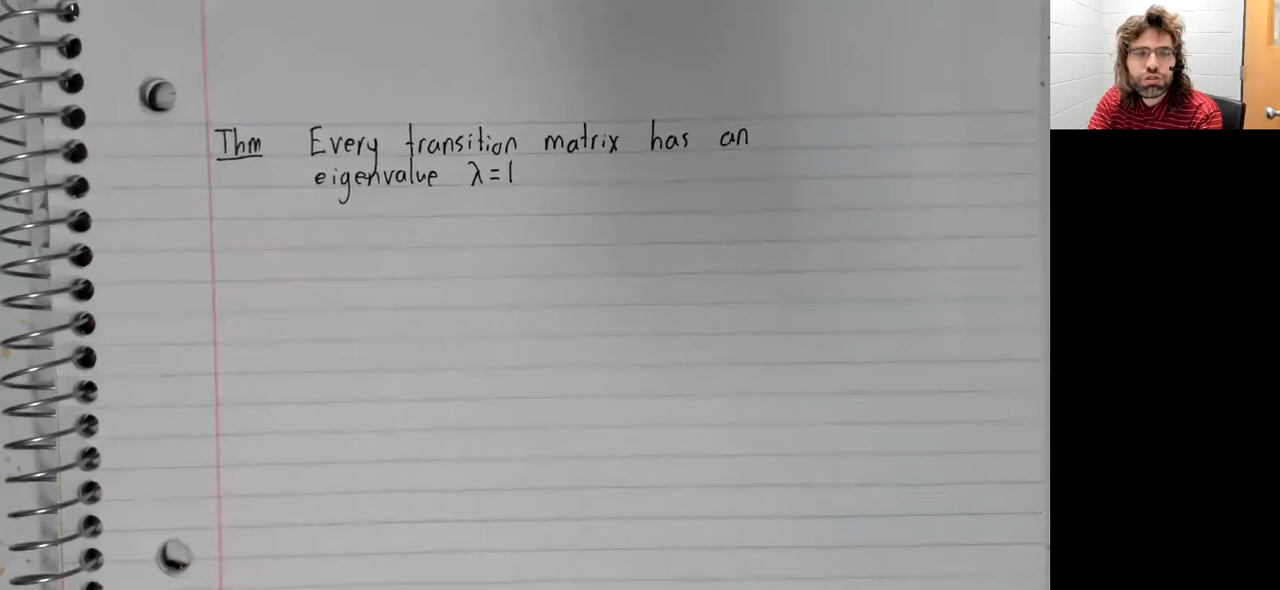 Thm Every transition matrix has an
eigenvalue λ=1